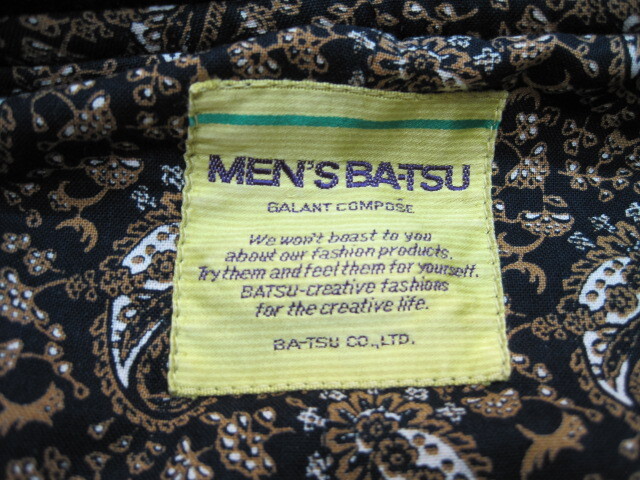 MEN'S BA-TSU
GALANT COMPOSE
We won't boast to you
about our fashion products.
Try them and feel them for yourself.
BATSU-creative fashions
for the creative life.
BA-TSU CO.,LTD.